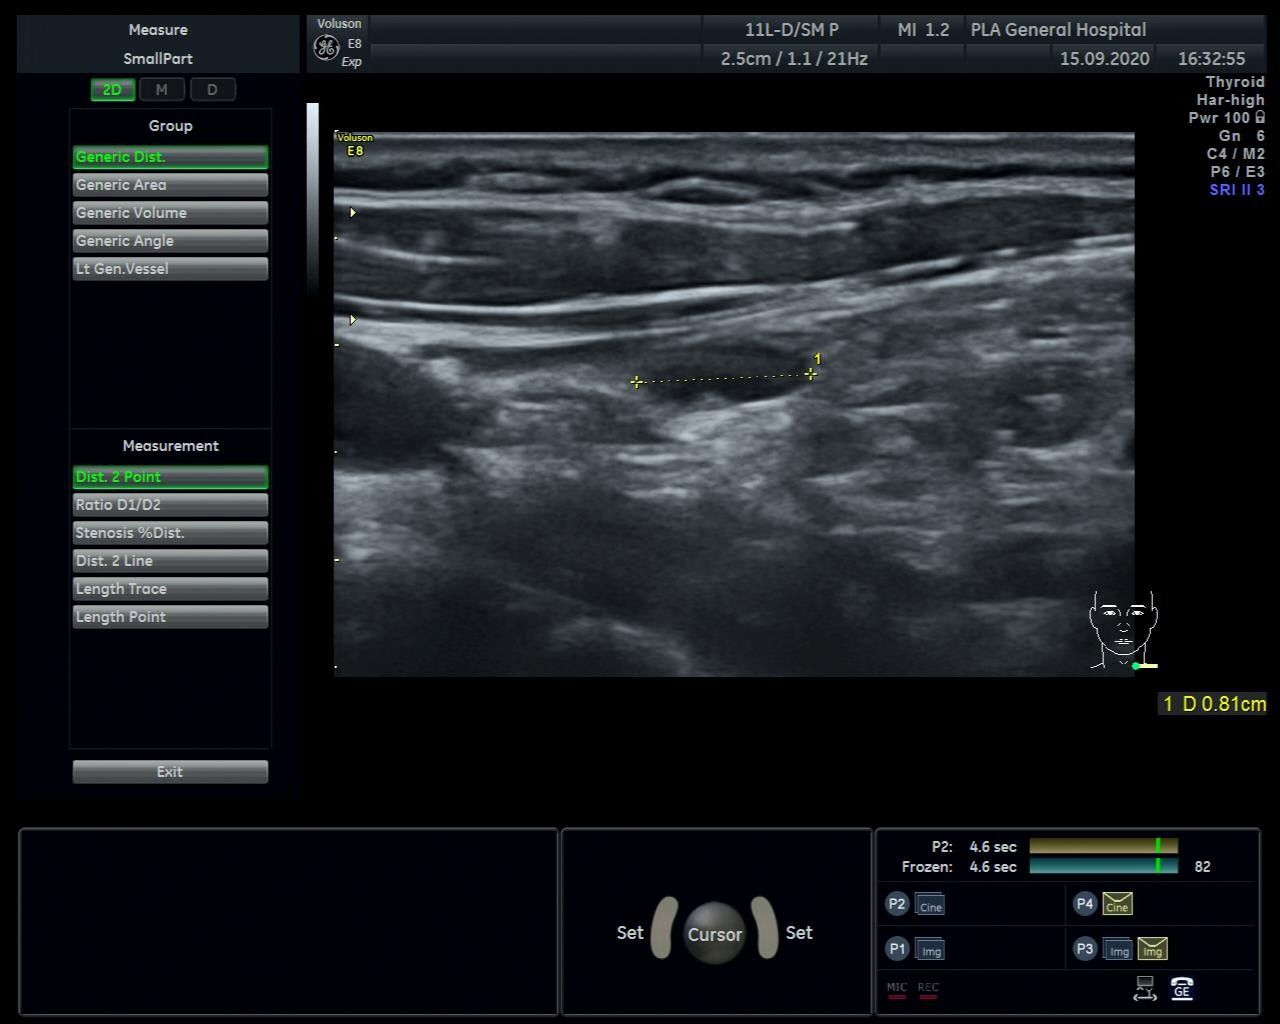 Measure
SmallPart
2D M D
Group
Generic Dist.
Generic Area
Generic Volume
Generic Angle
Lt Gen.Vessel
Measurement
Dist. 2 Point
Ratio D1/D2
Stenosis %Dist.
Dist. 2 Line
Length Trace
Length Point
Exit
Voluson
E8
Exp
11L-D/SM P
MI 1.2
PLA General Hospital
2.5cm / 1.1 / 21Hz
15.09.2020
16:32:55
Thyroid
Har-high
Pwr 100
Gn 6
C4 / M2
P6 / E3
SRI II 3
Voluson
E8
1
1 D 0.81cm
Set Cursor Set
P2: 4.6 sec
Frozen: 4.6 sec 82
P2 Cine P4 Cine
P1 Img P3 Img Img
MIC REC GE